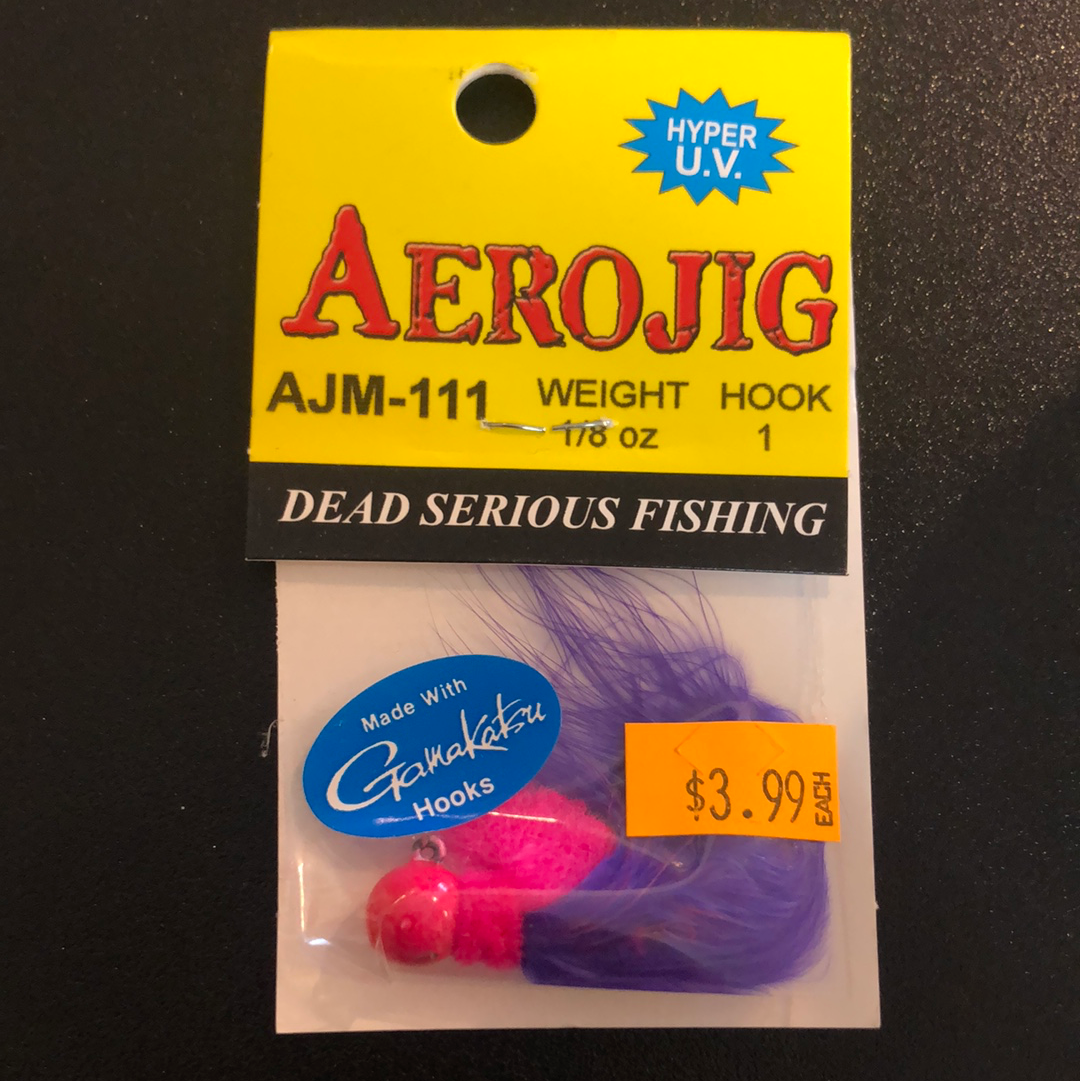 HYPER
U.V.
AEROJIG
AJM-111 WEIGHT HOOK
1/8 oz 1
DEAD SERIOUS FISHING
Made With
Gamakatsu
Hooks
$3.99 EACH